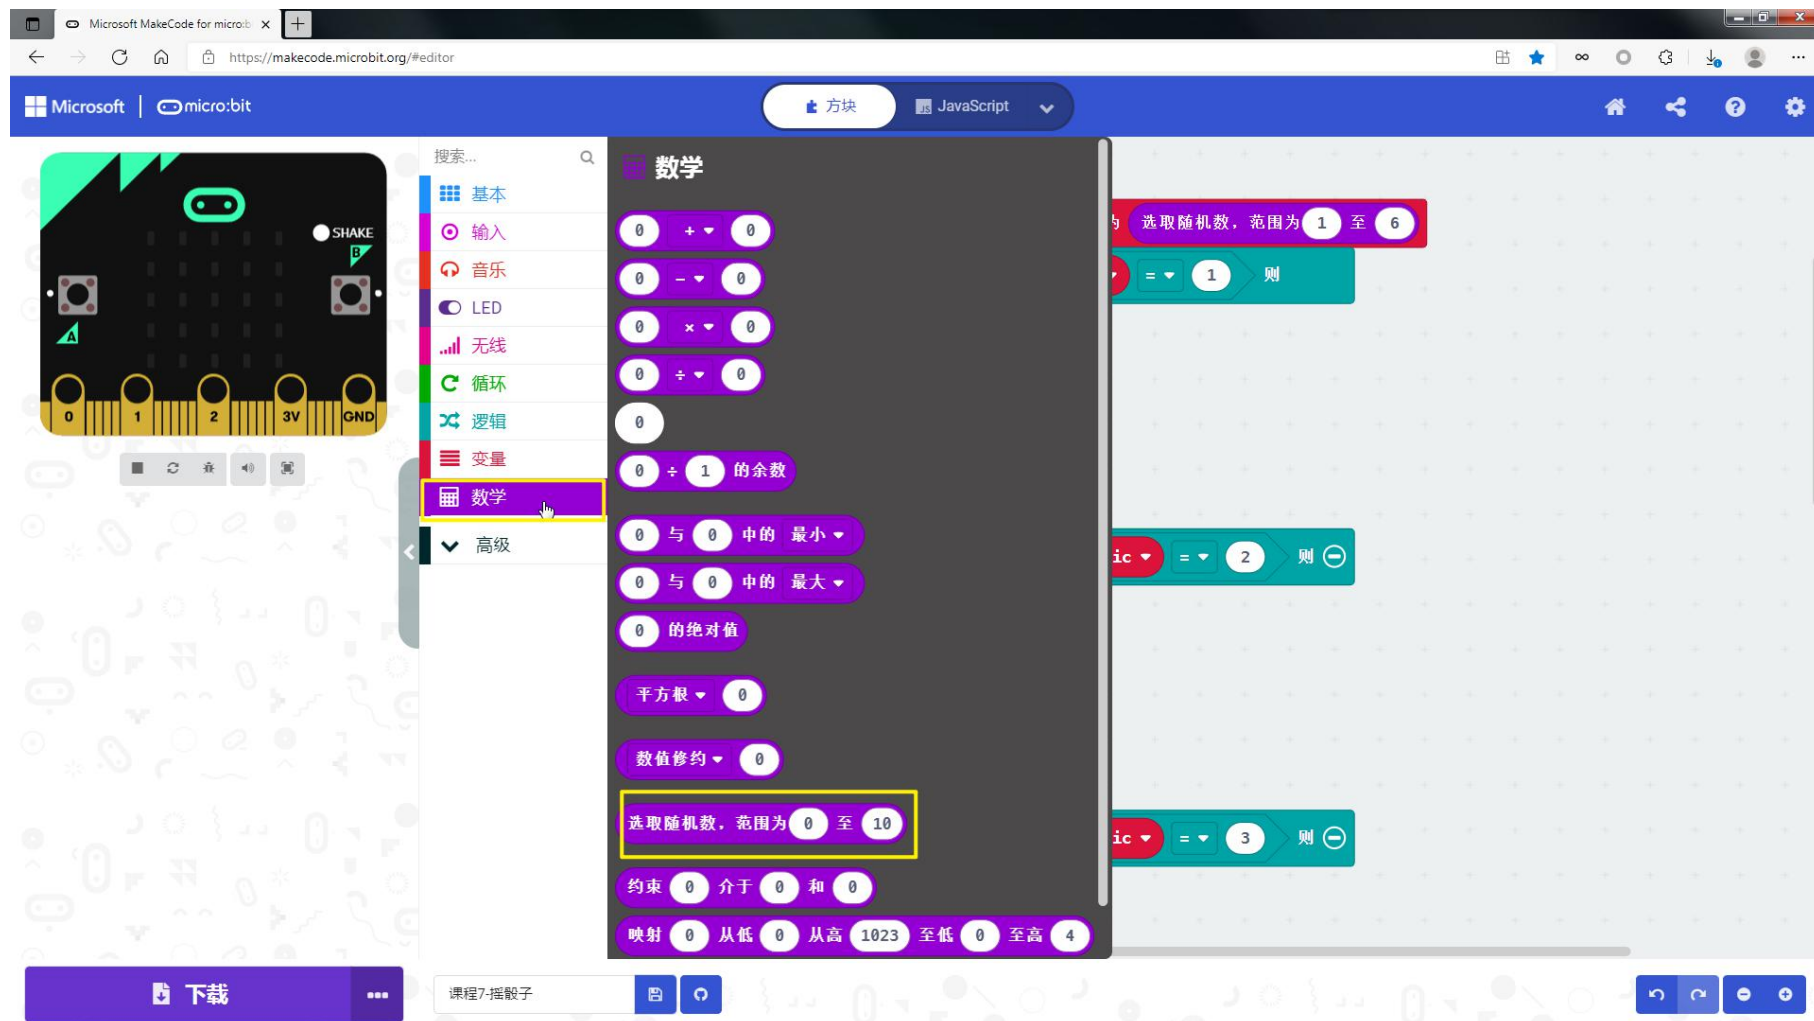 Microsoft MakeCode for micro:b
https://makecode.microbit.org/#editor
Microsoft | micro:bit
方块
JS JavaScript
SHAKE
B
A
0 1 2 3V GND
下载
搜索...
基本
输入
音乐
LED
无线
循环
逻辑
变量
数学
高级
数学
0 + 0
0 - 0
0 × 0
0 ÷ 0
0
0 ÷ 1 的余数
0 与 0 中的 最小
0 与 0 中的 最大
0 的绝对值
平方根 0
数值修约 0
选取随机数，范围为 0 至 10
约束 0 介于 0 和 0
映射 0 从低 0 从高 1023 至低 0 至高 4
选取随机数，范围为 1 至 6
= 1 则
ic = 2 则
ic = 3 则
课程7-摇骰子